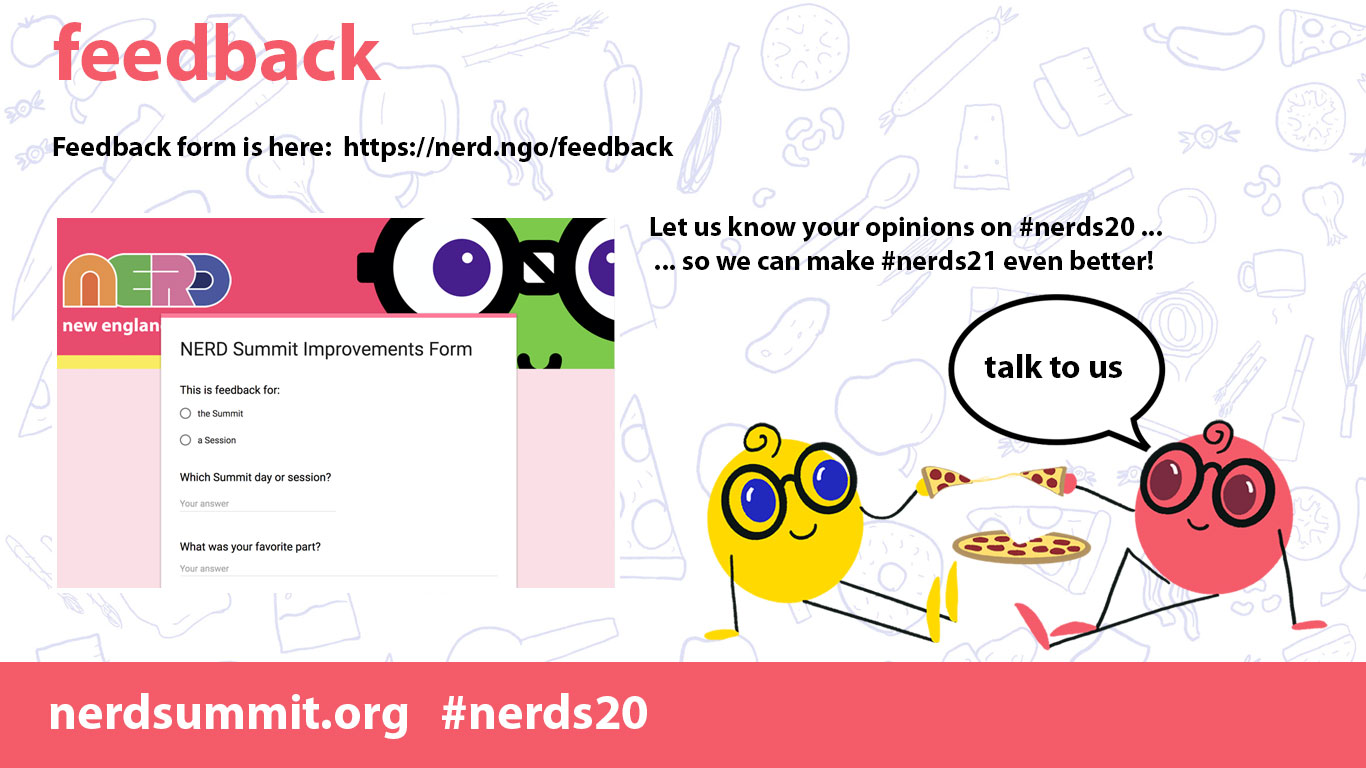 feedback
Feedback form is here: https://nerd.ngo/feedback
Let us know your opinions on #nerds20 ...
... so we can make #nerds21 even better!
NERD
new england
NERD Summit Improvements Form
This is feedback for:
the Summit
a Session
Which Summit day or session?
Your answer
What was your favorite part?
Your answer
talk to us
nerdsummit.org #nerds20